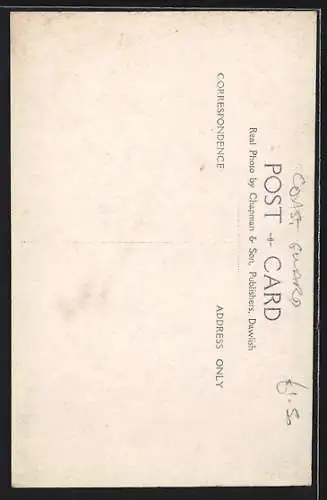 COAST GUARD
£1.50
POST CARD
Real Photo by Chapman & Son, Publishers, Dawlish
CORRESPONDENCE
ADDRESS ONLY